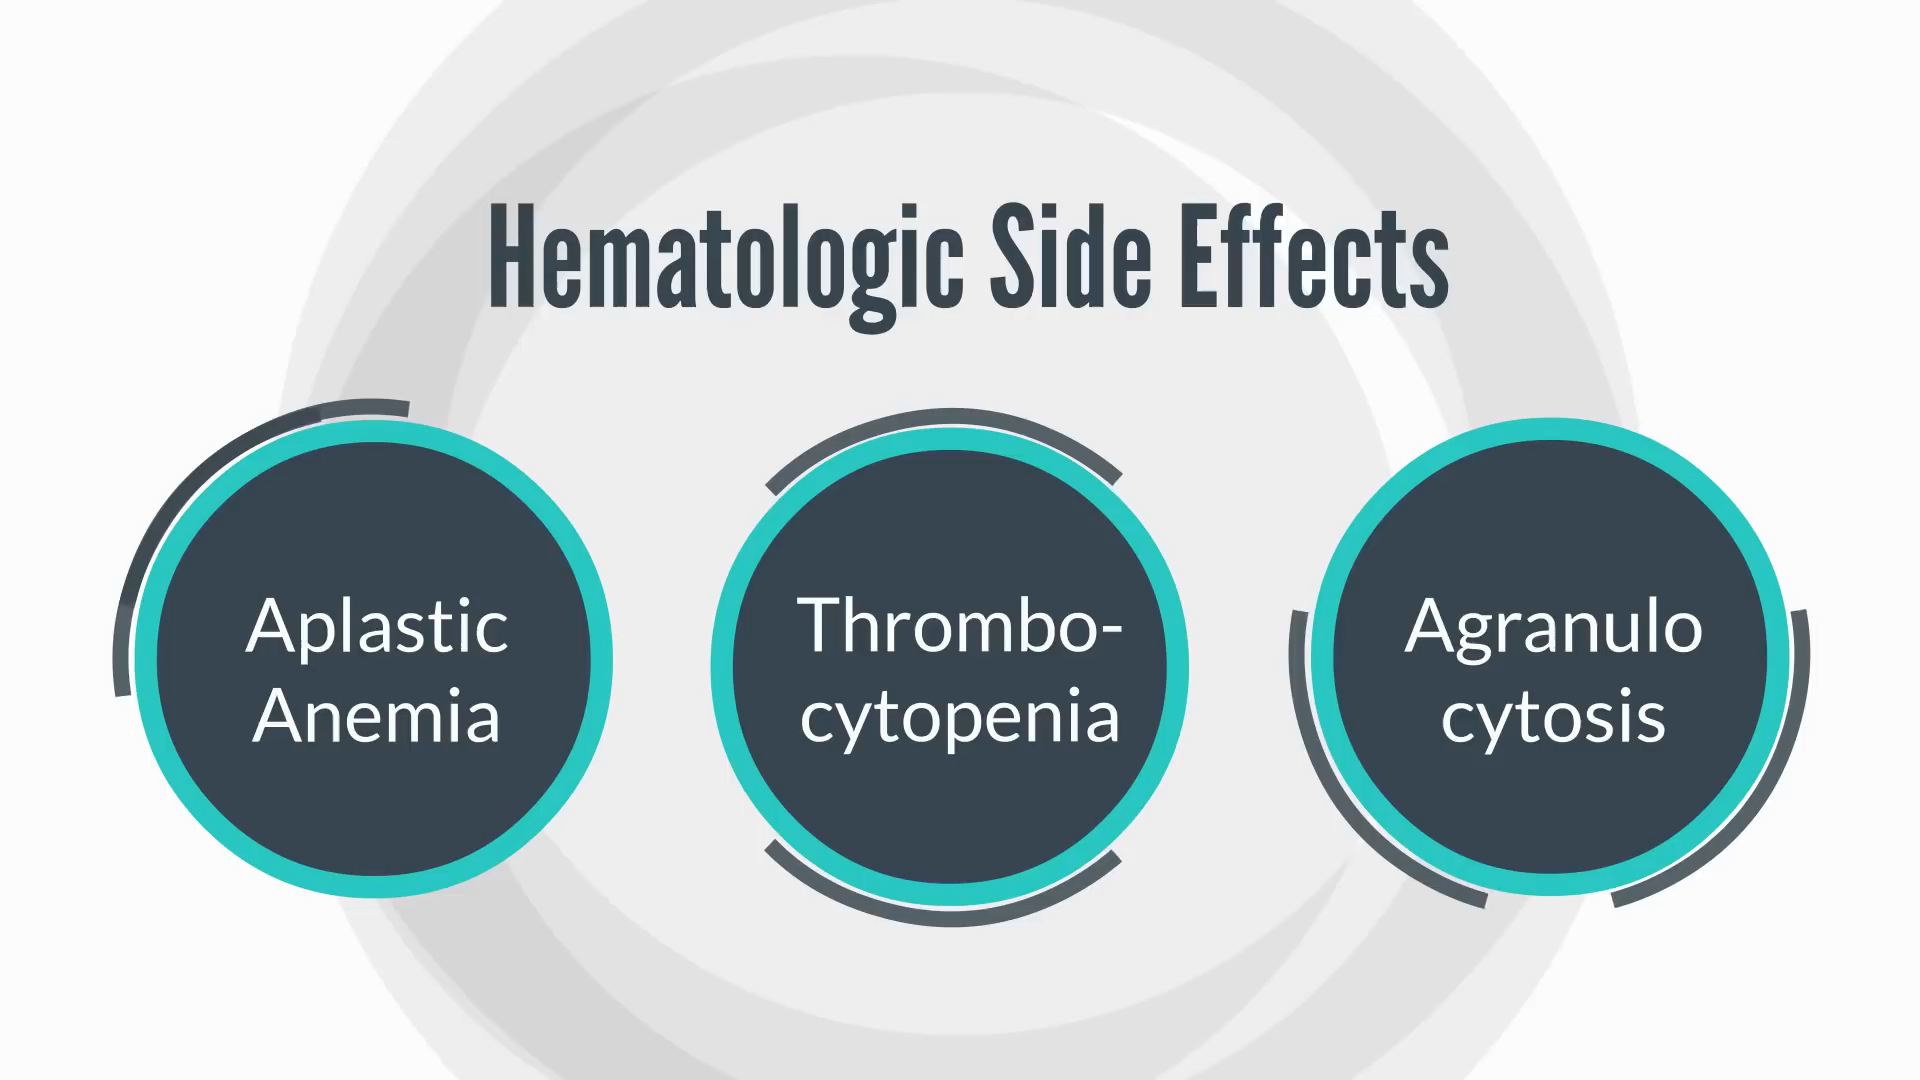 Hematologic Side Effects
Aplastic
Anemia
Thrombo-
cytopenia
Agranulo
cytosis